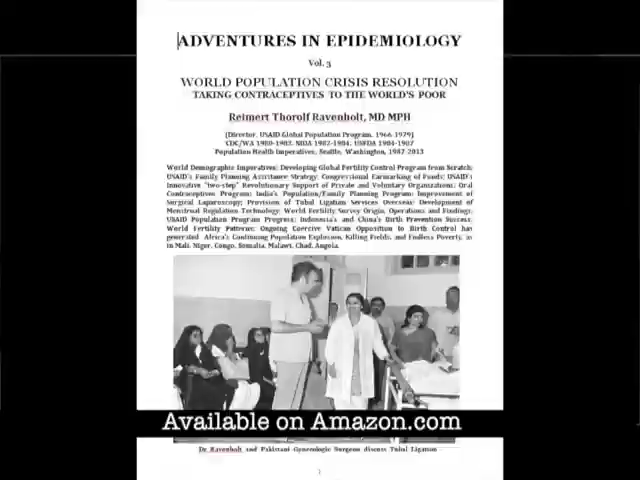 ADVENTURES IN EPIDEMIOLOGY
Vol. 3
WORLD POPULATION CRISIS RESOLUTION
TAKING CONTRACEPTIVES TO THE WORLD'S POOR
Reimert Thorolf Ravenholt, MD MPH
(Director, USAID Global Population Program, 1966-1979)
CDC/WA 1980-1982; NIDA 1982-1984; USFDA 1984-1987
Population Health Imperatives, Seattle, Washington, 1987-2013
World Demographic Imperatives; Developing Global Fertility Control Program from Scratch;
USAID's Family Planning Assistance Strategy; Congressional Earmarking of Funds; USAID's
Innovative "two-step" Revolutionary Support of Private and Voluntary Organizations; Oral
Contraceptives Program; India's Population/Family Planning Program; Improvement of
Surgical Laparoscopy; Provision of Tubal Ligation Services Overseas; Development of
Menstrual Regulation Technology; World Fertility Survey Origin, Operations and Findings;
USAID Population Program Progress; Indonesia's and China's Birth Prevention Success;
World Fertility Patterns; Ongoing Coercive Vatican Opposition to Birth Control has
generated Africa's Continuing Population Explosion, Killing Fields, and Endless Poverty, as
in Mali, Niger, Congo, Somalia, Malawi, Chad, Angola.
Available on Amazon.com
Dr Ravenholt and Pakistani Gynecologic Surgeon discuss Tubal Ligation